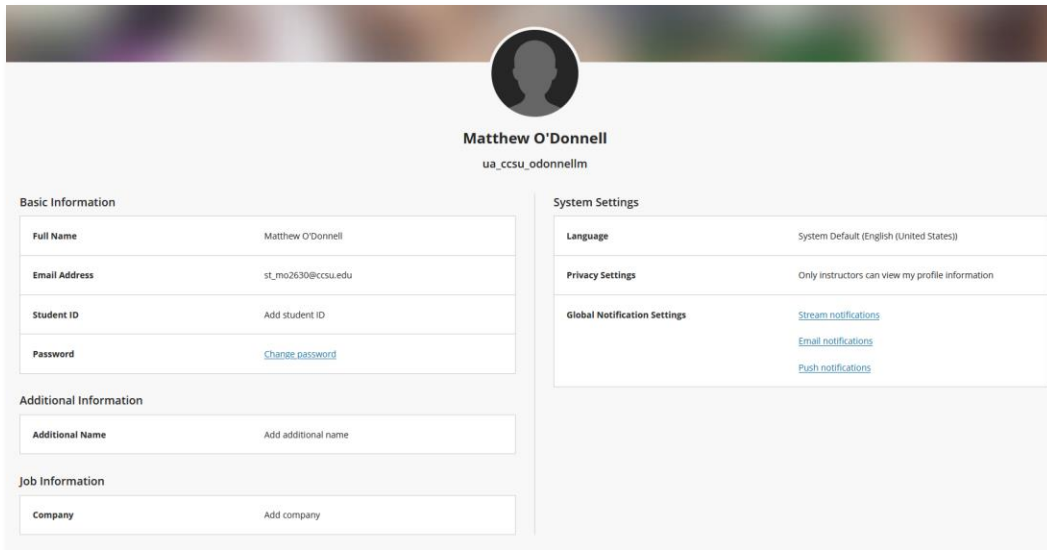 Matthew O'Donnell
ua_ccsu_odonnellm
Basic Information
Full Name Matthew O'Donnell
Email Address st_mo2630@ccsu.edu
Student ID Add student ID
Password Change password
Additional Information
Additional Name Add additional name
Job Information
Company Add company
System Settings
Language System Default (English (United States))
Privacy Settings Only instructors can view my profile information
Global Notification Settings Stream notifications
Email notifications
Push notifications